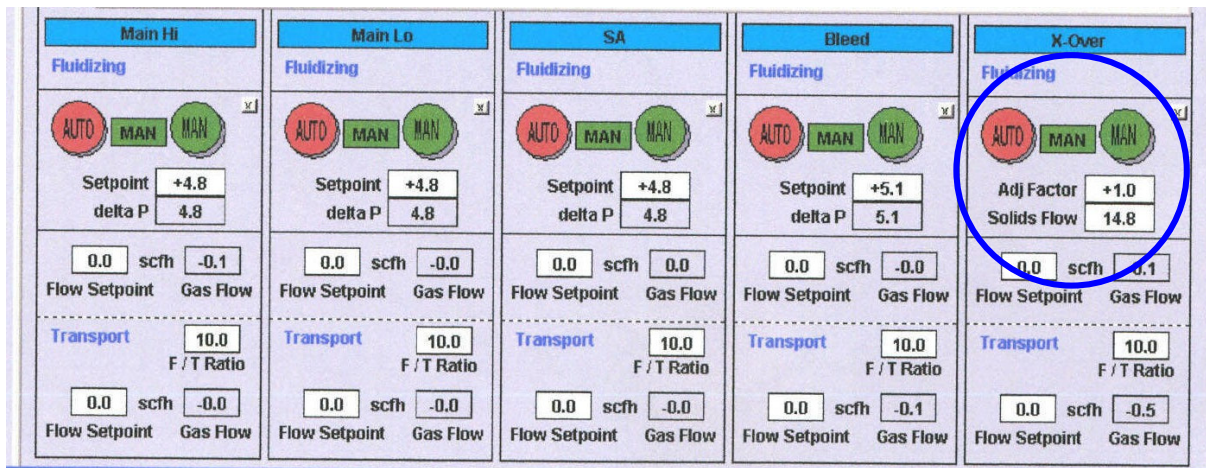 Main Hi
Fluidizing
AUTO MAN MAN
x
Setpoint +4.8
delta P 4.8
0.0 scfh -0.1
Flow Setpoint Gas Flow
Transport 10.0
F / T Ratio
0.0 scfh -0.0
Flow Setpoint Gas Flow
Main Lo
Fluidizing
AUTO MAN MAN
x
Setpoint +4.8
delta P 4.8
0.0 scfh -0.0
Flow Setpoint Gas Flow
Transport 10.0
F / T Ratio
0.0 scfh -0.0
Flow Setpoint Gas Flow
SA
Fluidizing
AUTO MAN MAN
x
Setpoint +4.8
delta P 4.8
0.0 scfh 0.0
Flow Setpoint Gas Flow
Transport 10.0
F / T Ratio
0.0 scfh -0.0
Flow Setpoint Gas Flow
Bleed
Fluidizing
AUTO MAN MAN
x
Setpoint +5.1
delta P 5.1
0.0 scfh -0.0
Flow Setpoint Gas Flow
Transport 10.0
F / T Ratio
0.0 scfh -0.1
Flow Setpoint Gas Flow
X-Over
Fluidizing
AUTO MAN MAN
x
Adj Factor +1.0
Solids Flow 14.8
0.0 scfh
Flow Setpoint Gas Flow
Transport 10.0
F / T Ratio
0.0 scfh -0.5
Flow Setpoint Gas Flow